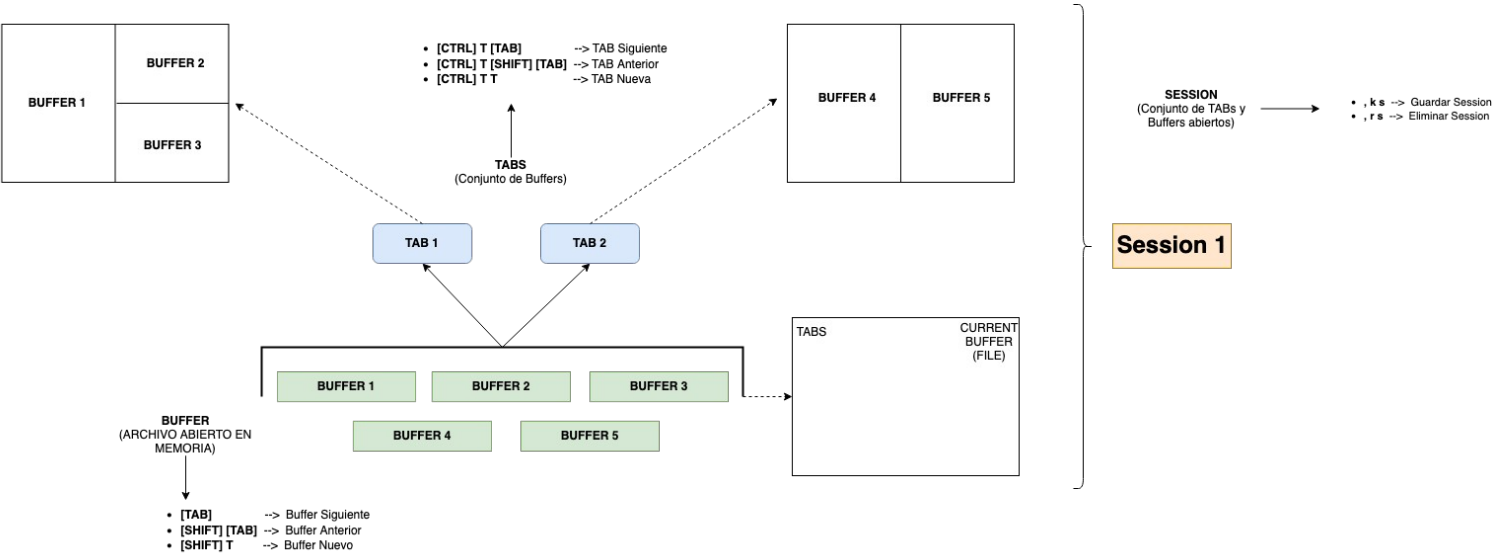 BUFFER 1
BUFFER 2
BUFFER 3
• [CTRL] T [TAB] --> TAB Siguiente
• [CTRL] T [SHIFT] [TAB] --> TAB Anterior
• [CTRL] T T --> TAB Nueva
TABS
(Conjunto de Buffers)
BUFFER 4
BUFFER 5
SESSION
(Conjunto de TABs y
Buffers abiertos)
• , k s --> Guardar Session
• , r s --> Eliminar Session
TAB 1
TAB 2
Session 1
TABS
CURRENT
BUFFER
(FILE)
BUFFER 1
BUFFER 2
BUFFER 3
BUFFER 4
BUFFER 5
BUFFER
(ARCHIVO ABIERTO EN
MEMORIA)
• [TAB] --> Buffer Siguiente
• [SHIFT] [TAB] --> Buffer Anterior
• [SHIFT] T --> Buffer Nuevo